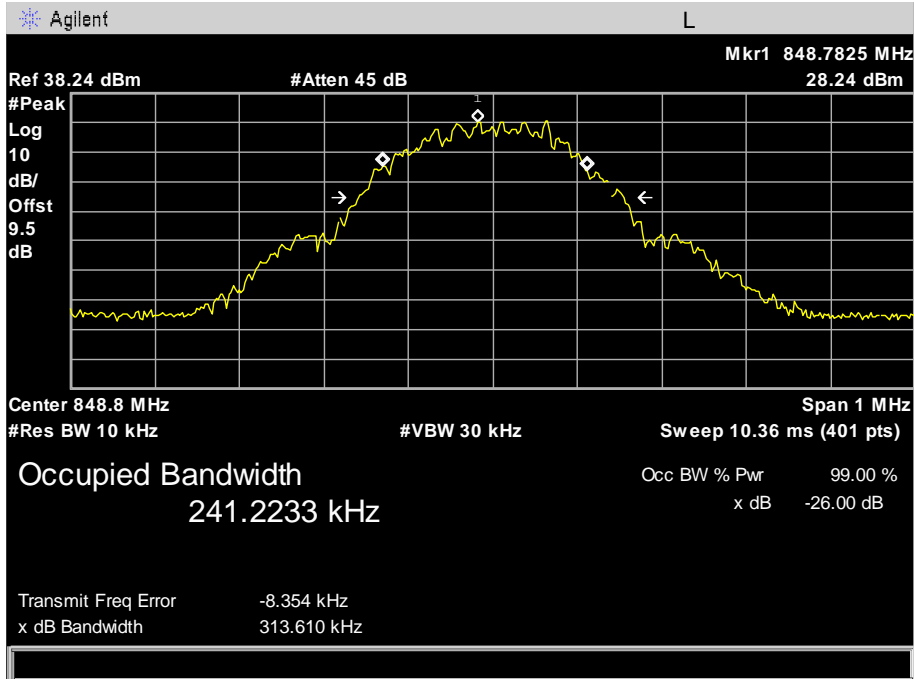 Agilent L
Mkr1 848.7825 MHz
Ref 38.24 dBm #Atten 45 dB 28.24 dBm
#Peak
Log
10
dB/
Offst
9.5
dB
1
Center 848.8 MHz Span 1 MHz
#Res BW 10 kHz #VBW 30 kHz Sweep 10.36 ms (401 pts)
Occupied Bandwidth
241.2233 kHz
Occ BW % Pwr 99.00 %
x dB -26.00 dB
Transmit Freq Error -8.354 kHz
x dB Bandwidth 313.610 kHz